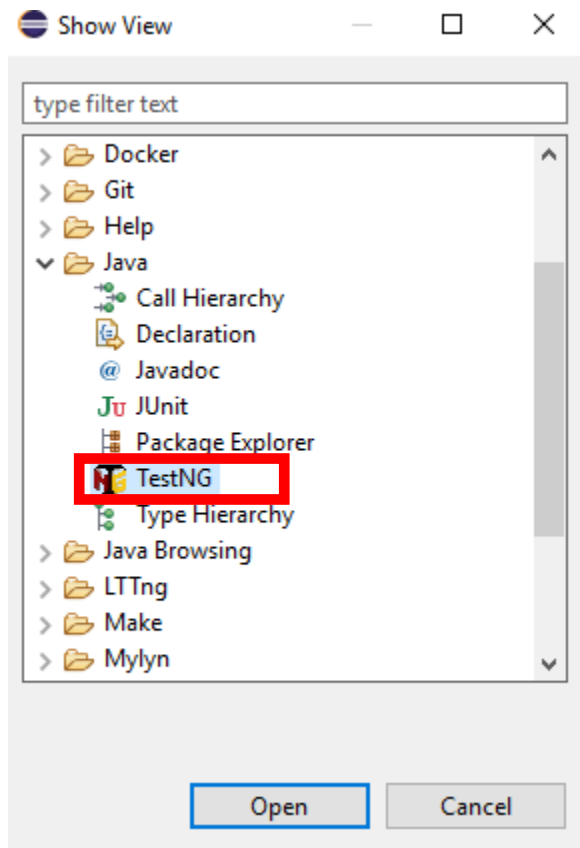 Show View
type filter text
Docker
Git
Help
Java
Call Hierarchy
Declaration
@ Javadoc
Ju JUnit
Package Explorer
TestNG
Type Hierarchy
Java Browsing
LTTng
Make
Mylyn
Open Cancel